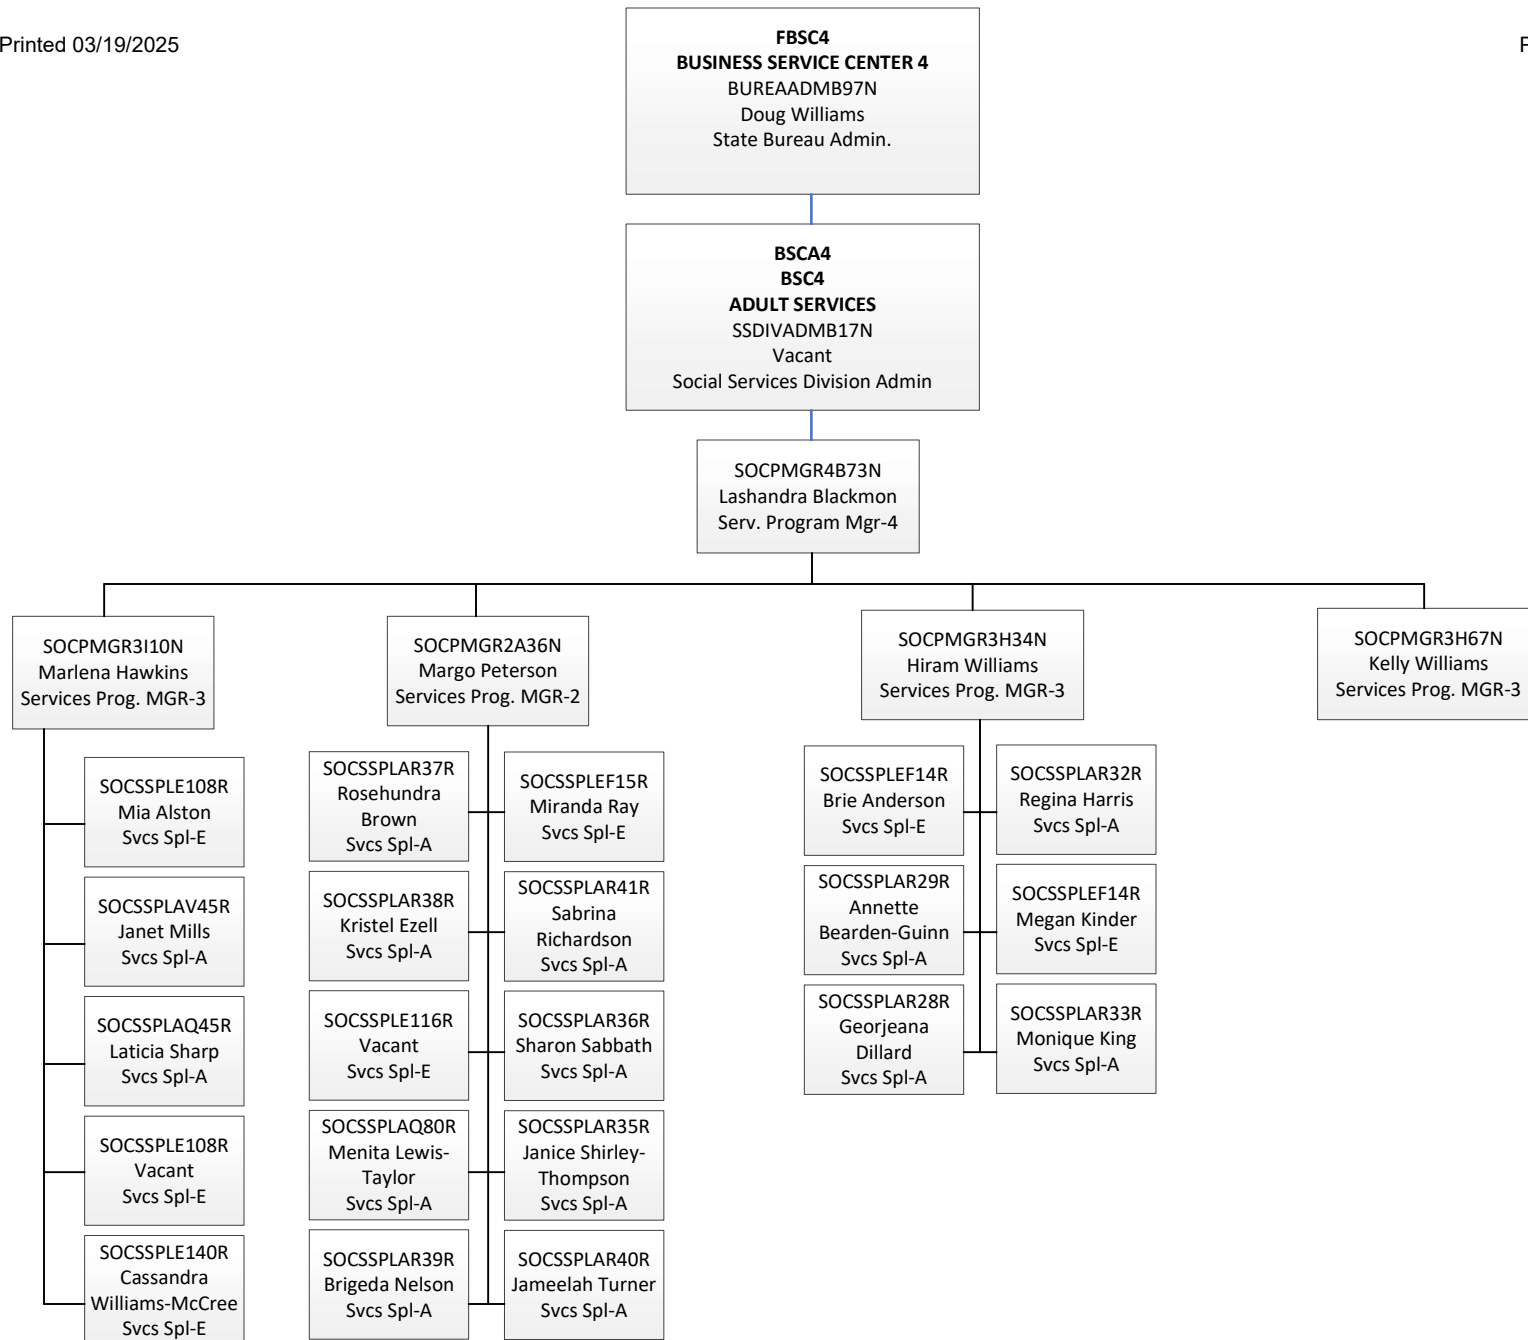 Printed 03/19/2025
FBSC4
BUSINESS SERVICE CENTER 4
BUREAADMB97N
Doug Williams
State Bureau Admin.
BSCA4
BSC4
ADULT SERVICES
SSDIVADMB17N
Vacant
Social Services Division Admin
SOCPMGR4B73N
Lashandra Blackmon
Serv. Program Mgr-4
SOCPMGR3I10N
Marlena Hawkins
Services Prog. MGR-3
SOCPMGR2A36N
Margo Peterson
Services Prog. MGR-2
SOCPMGR3H34N
Hiram Williams
Services Prog. MGR-3
SOCPMGR3H67N
Kelly Williams
Services Prog. MGR-3
SOCSSPLE108R
Mia Alston
Svcs Spl-E
SOCSSPLAV45R
Janet Mills
Svcs Spl-A
SOCSSPLAQ45R
Laticia Sharp
Svcs Spl-A
SOCSSPLE108R
Vacant
Svcs Spl-E
SOCSSPLE140R
Cassandra
Williams-McCree
Svcs Spl-E
SOCSSPLAR37R
Rosehundra
Brown
Svcs Spl-A
SOCSSPLEF15R
Miranda Ray
Svcs Spl-E
SOCSSPLAR38R
Kristel Ezell
Svcs Spl-A
SOCSSPLAR41R
Sabrina
Richardson
Svcs Spl-A
SOCSSPLE116R
Vacant
Svcs Spl-E
SOCSSPLAR36R
Sharon Sabbath
Svcs Spl-A
SOCSSPLAQ80R
Menita Lewis-
Taylor
Svcs Spl-A
SOCSSPLAR35R
Janice Shirley-
Thompson
Svcs Spl-A
SOCSSPLAR39R
Brigeda Nelson
Svcs Spl-A
SOCSSPLAR40R
Jameelah Turner
Svcs Spl-A
SOCSSPLEF14R
Brie Anderson
Svcs Spl-E
SOCSSPLAR32R
Regina Harris
Svcs Spl-A
SOCSSPLAR29R
Annette
Bearden-Guinn
Svcs Spl-A
SOCSSPLEF14R
Megan Kinder
Svcs Spl-E
SOCSSPLAR28R
Georjeana
Dillard
Svcs Spl-A
SOCSSPLAR33R
Monique King
Svcs Spl-A